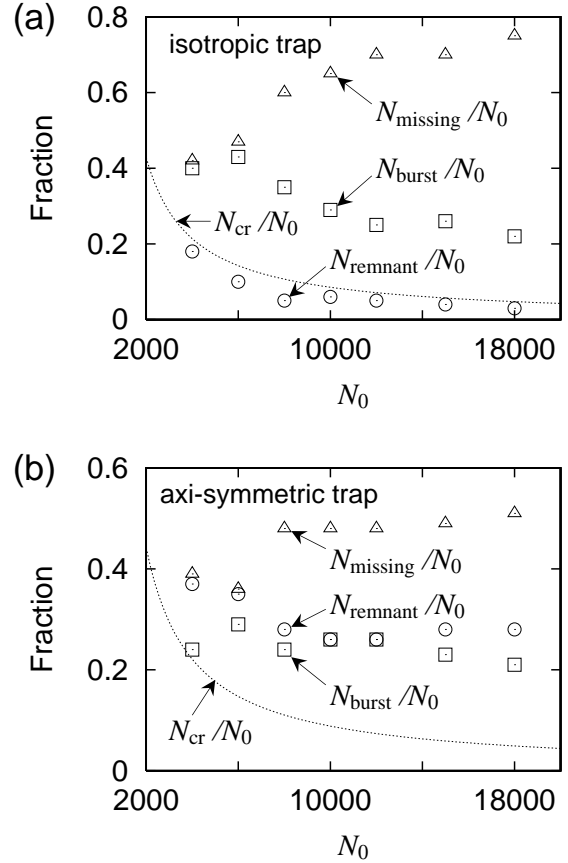 (a)
0.8
isotropic trap
0.6
N_missing /N_0
Fraction
0.4
N_burst /N_0
N_cr /N_0
0.2
N_remnant /N_0
0
2000 10000 18000
N_0
(b)
0.6
axi-symmetric trap
N_missing /N_0
0.4
N_remnant /N_0
Fraction
0.2
N_burst /N_0
N_cr /N_0
0
2000 10000 18000
N_0